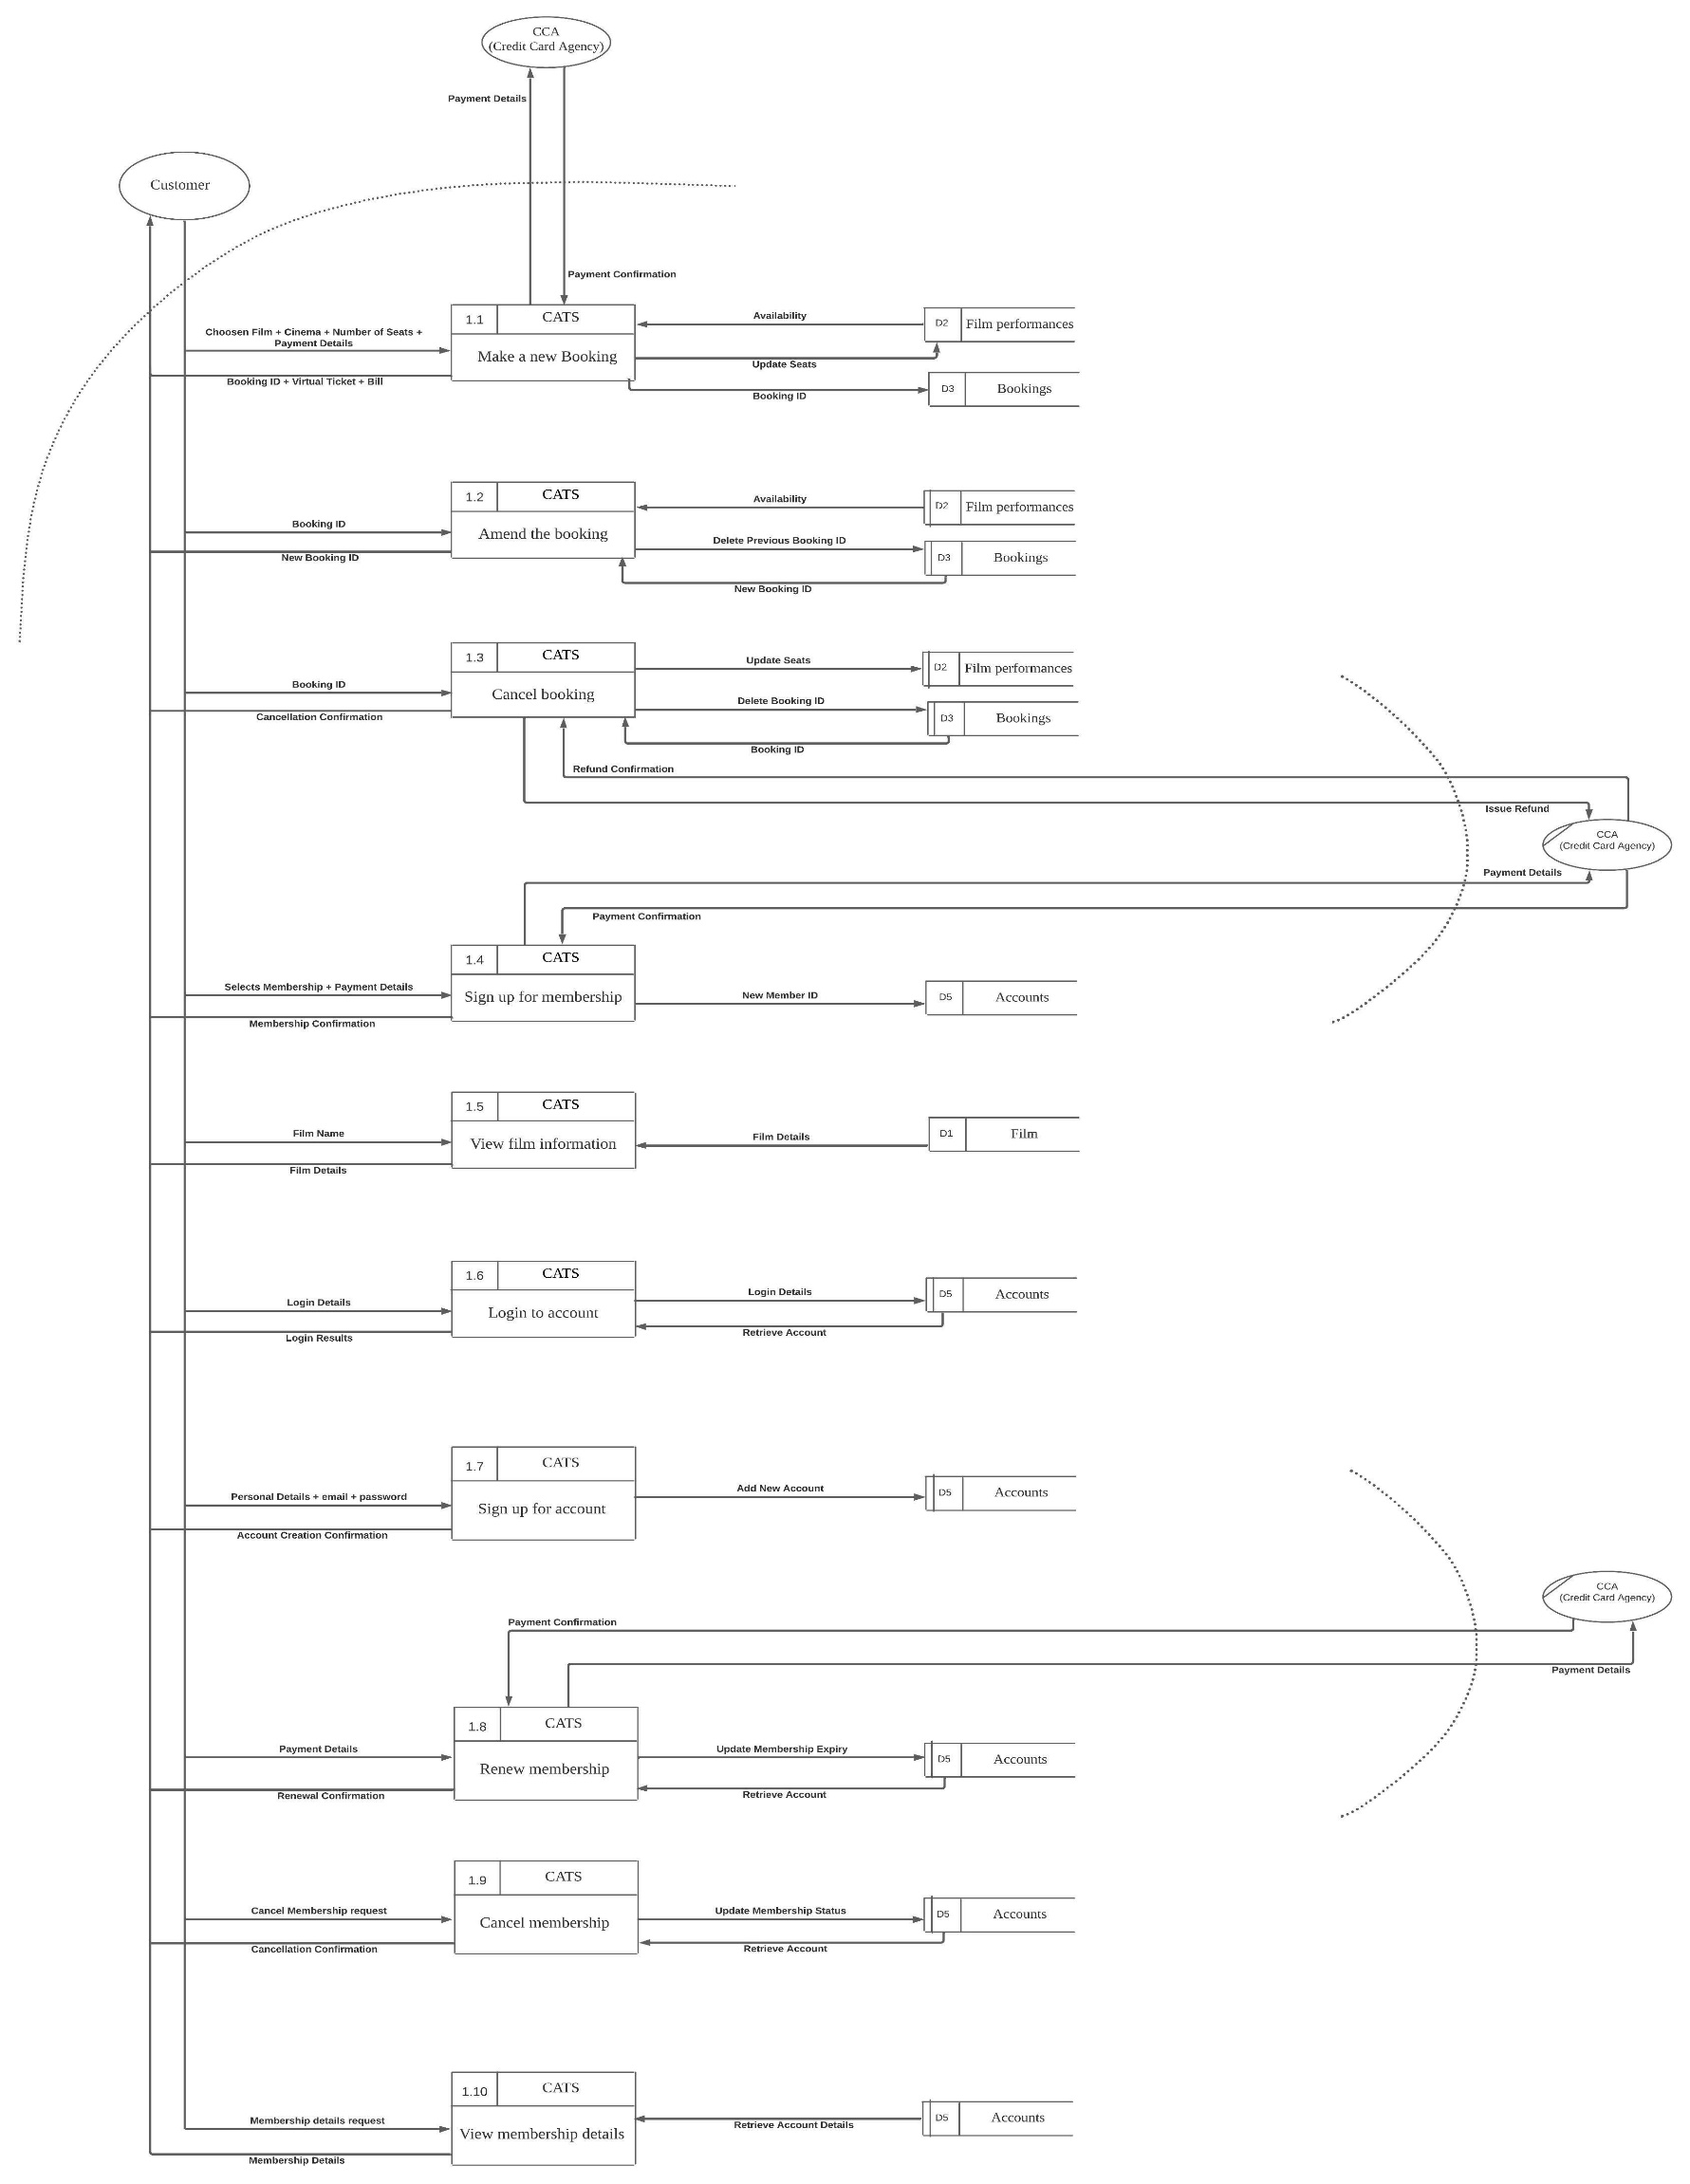 CCA
(Credit Card Agency)
Payment Details
Customer
Payment Confirmation
1.1
CATS
Make a new Booking
Choosen Film + Cinema + Number of Seats +
Payment Details
Booking ID + Virtual Ticket + Bill
Availability
D2
Film performances
Update Seats
D3
Bookings
Booking ID
1.2
CATS
Amend the booking
Booking ID
New Booking ID
Availability
D2
Film performances
Delete Previous Booking ID
D3
Bookings
New Booking ID
1.3
CATS
Cancel booking
Booking ID
Cancellation Confirmation
Update Seats
D2
Film performances
Delete Booking ID
D3
Bookings
Booking ID
Refund Confirmation
Issue Refund
CCA
(Credit Card Agency)
Payment Details
Payment Confirmation
1.4
CATS
Sign up for membership
Selects Membership + Payment Details
Membership Confirmation
New Member ID
D5
Accounts
1.5
CATS
View film information
Film Name
Film Details
Film Details
D1
Film
1.6
CATS
Login to account
Login Details
Login Results
Login Details
D5
Accounts
Retrieve Account
1.7
CATS
Sign up for account
Personal Details + email + password
Account Creation Confirmation
Add New Account
D5
Accounts
CCA
(Credit Card Agency)
Payment Confirmation
Payment Details
1.8
CATS
Renew membership
Payment Details
Renewal Confirmation
Update Membership Expiry
D5
Accounts
Retrieve Account
1.9
CATS
Cancel membership
Cancel Membership request
Cancellation Confirmation
Update Membership Status
D5
Accounts
Retrieve Account
1.10
CATS
View membership details
Membership details request
Membership Details
Retrieve Account Details
D5
Accounts